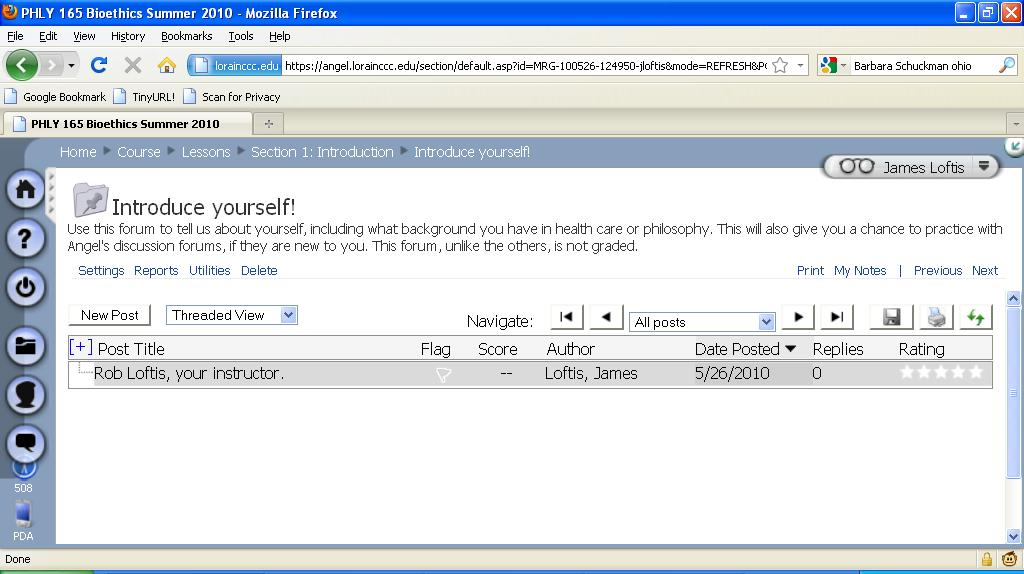 PHLY 165 Bioethics Summer 2010 - Mozilla Firefox
File Edit View History Bookmarks Tools Help
lorainccc.edu https://angel.lorainccc.edu/section/default.asp?id=MRG-100526-124950-jloftis&mode=REFRESH&P Barbara Schuckman ohio
Google Bookmark TinyURL! Scan for Privacy
PHLY 165 Bioethics Summer 2010
Home Course Lessons Section 1: Introduction Introduce yourself!
James Loftis
Introduce yourself!
Use this forum to tell us about yourself, including what background you have in health care or philosophy. This will also give you a chance to practice with
Angel's discussion forums, if they are new to you. This forum, unlike the others, is not graded.
Settings Reports Utilities Delete Print My Notes | Previous Next
New Post Threaded View Navigate: All posts
[+] Post Title Flag Score Author Date Posted Replies Rating
Rob Loftis, your instructor. -- Loftis, James 5/26/2010 0
508
PDA
Done